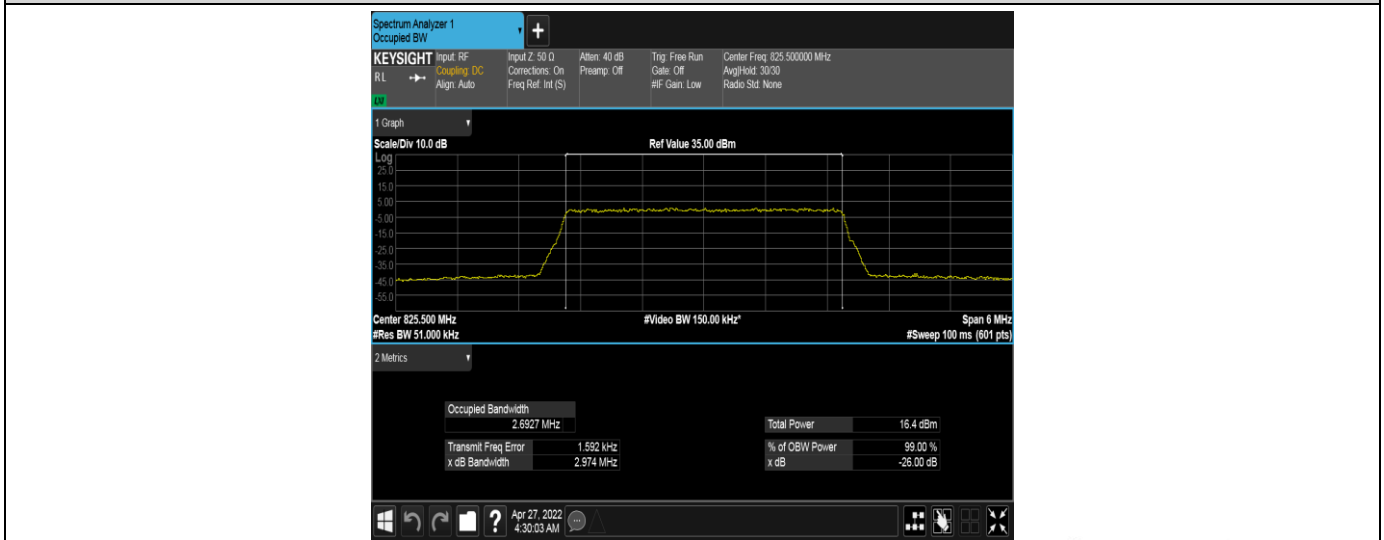 Spectrum Analyzer 1
Occupied BW
+
KEYSIGHT
RL
Input: RF
Coupling: DC
Align: Auto
Input Z: 50 Ω
Corrections: On
Freq Ref: Int (S)
Atten: 40 dB
Preamp: Off
Trig: Free Run
Gate: Off
#IF Gain: Low
Center Freq: 825.500000 MHz
Avg|Hold: 30/30
Radio Std: None
1 Graph
Scale/Div 10.0 dB
Ref Value 35.00 dBm
Log
25.0
15.0
5.00
-5.00
-15.0
-25.0
-35.0
-45.0
-55.0
Center 825.500 MHz
#Video BW 150.00 kHz*
Span 6 MHz
#Res BW 51.000 kHz
#Sweep 100 ms (601 pts)
2 Metrics
Occupied Bandwidth
2.6927 MHz
Total Power 16.4 dBm
Transmit Freq Error 1.592 kHz
% of OBW Power 99.00 %
x dB Bandwidth 2.974 MHz
x dB -26.00 dB
?
Apr 27, 2022
4:30:03 AM